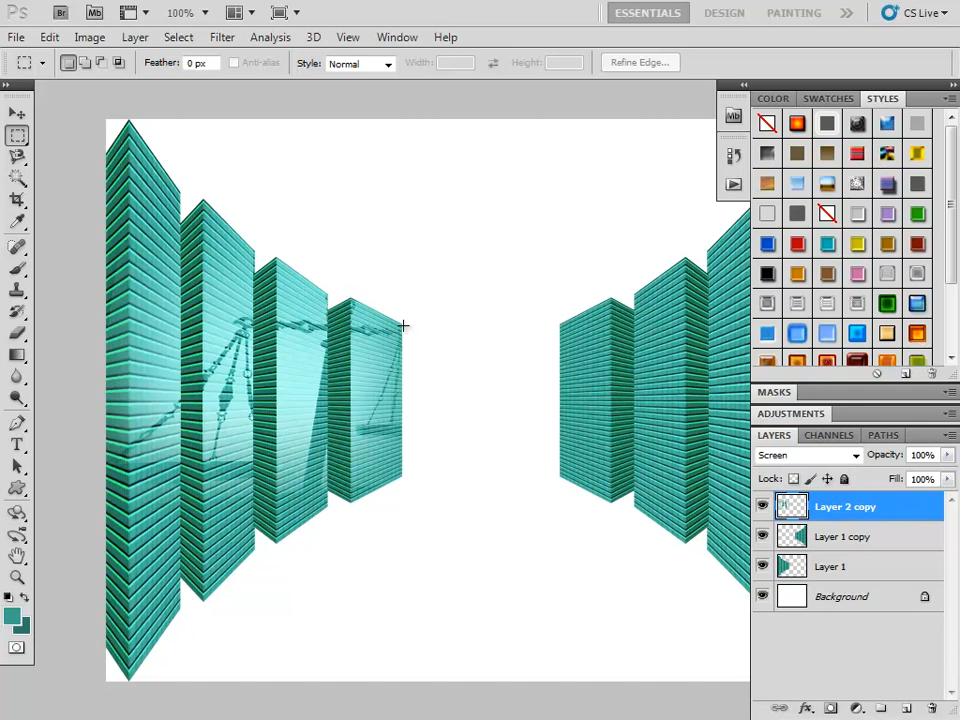 Ps
Br
Mb
100%
ESSENTIALS
DESIGN
PAINTING
CS Live
File
Edit
Image
Layer
Select
Filter
Analysis
3D
View
Window
Help
Feather:
0 px
Anti-alias
Style:
Normal
Width:
Height:
Refine Edge...
Mb
COLOR
SWATCHES
STYLES
MASKS
ADJUSTMENTS
LAYERS
CHANNELS
PATHS
Screen
Opacity:
100%
Lock:
Fill:
100%
Layer 2 copy
Layer 1 copy
Layer 1
Background
T
fx